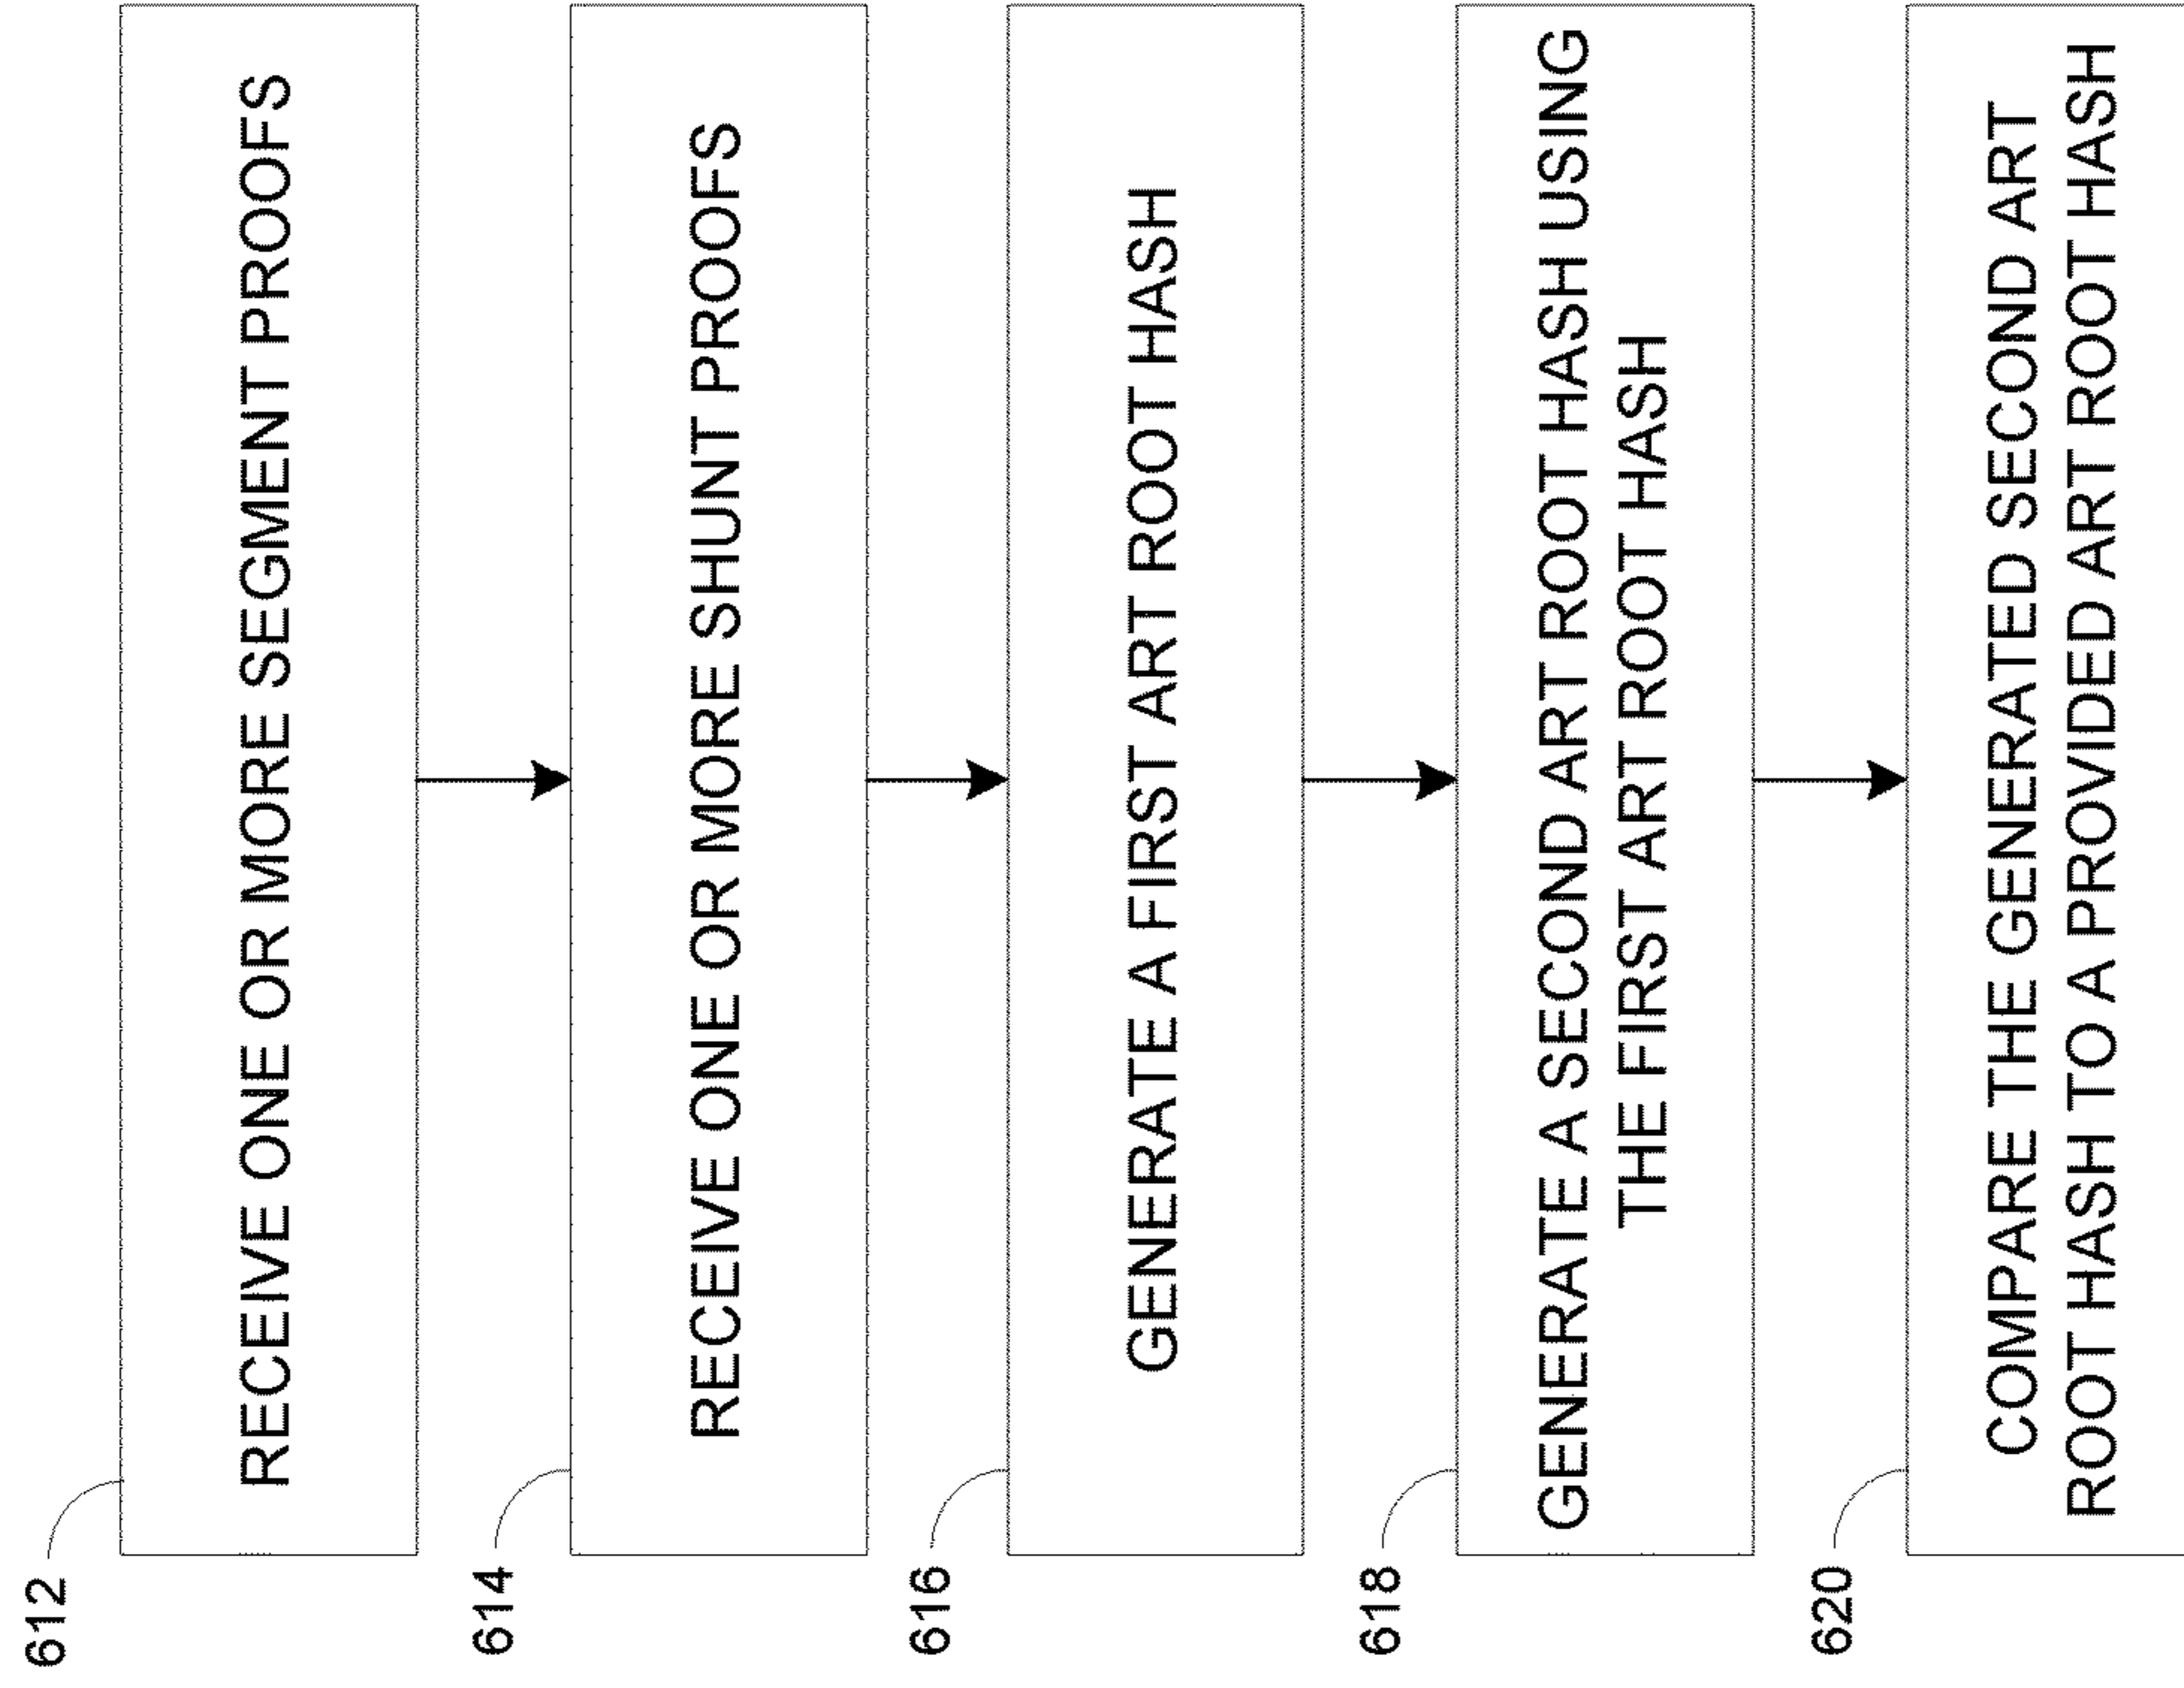 612
RECEIVE ONE OR MORE SEGMENT PROOFS
614
RECEIVE ONE OR MORE SHUNT PROOFS
616
GENERATE A FIRST ART ROOT HASH
618
GENERATE A SECOND ART ROOT HASH USING
THE FIRST ART ROOT HASH
620
COMPARE THE GENERATED SECOND ART
ROOT HASH TO A PROVIDED ART ROOT HASH